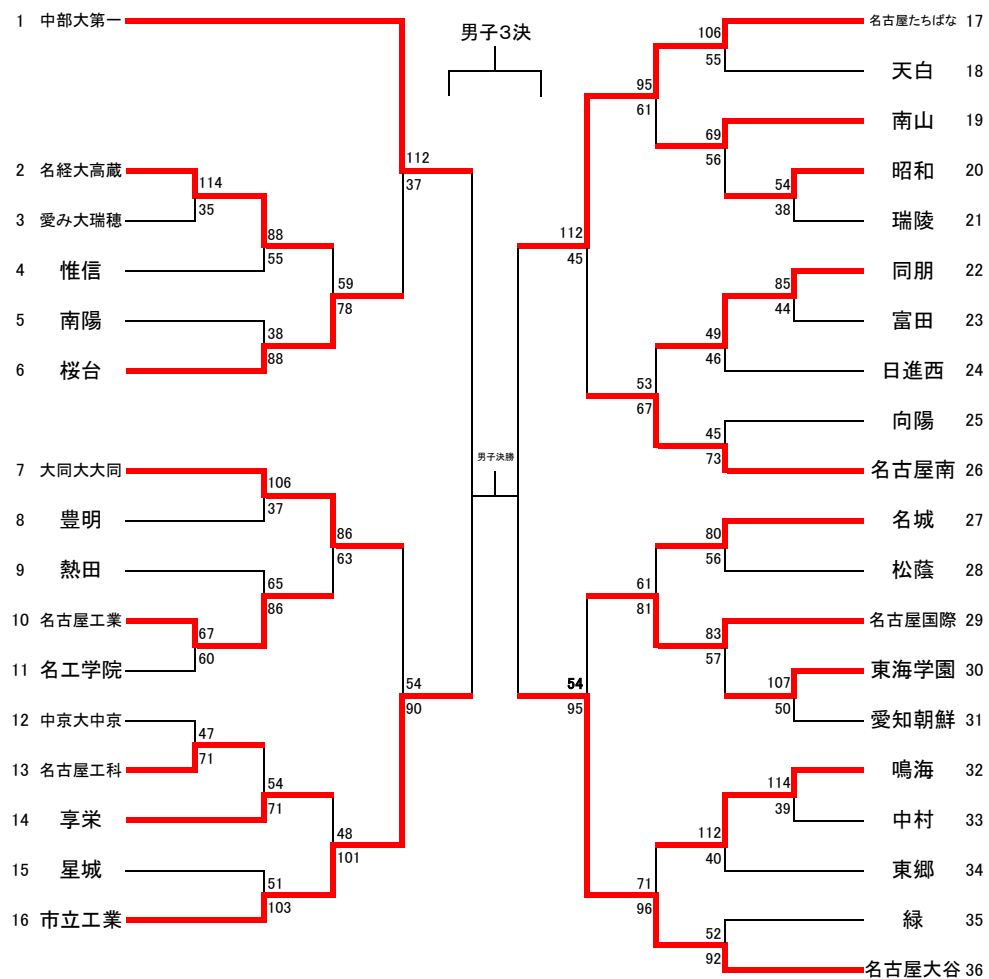 男子3決
1 中部大第一
2 名経大高蔵
3 愛み大瑞穂
4 惟信
5 南陽
6 桜台
7 大同大大同
8 豊明
9 熱田
10 名古屋工業
11 名工学院
12 中京大中京
13 名古屋工科
14 享栄
15 星城
16 市立工業
114
35
88
55
38
88
59
78
112
37
106
37
67
60
65
86
86
63
47
71
54
71
51
103
48
101
54
90
男子決勝
112
45
54
95
95
61
53
67
61
81
71
96
106
55
69
56
54
38
85
44
49
46
45
73
80
56
83
57
107
50
114
39
112
40
52
92
名古屋たちばな 17
天白 18
南山 19
昭和 20
瑞陵 21
同朋 22
富田 23
日進西 24
向陽 25
名古屋南 26
名城 27
松蔭 28
名古屋国際 29
東海学園 30
愛知朝鮮 31
鳴海 32
中村 33
東郷 34
緑 35
名古屋大谷 36